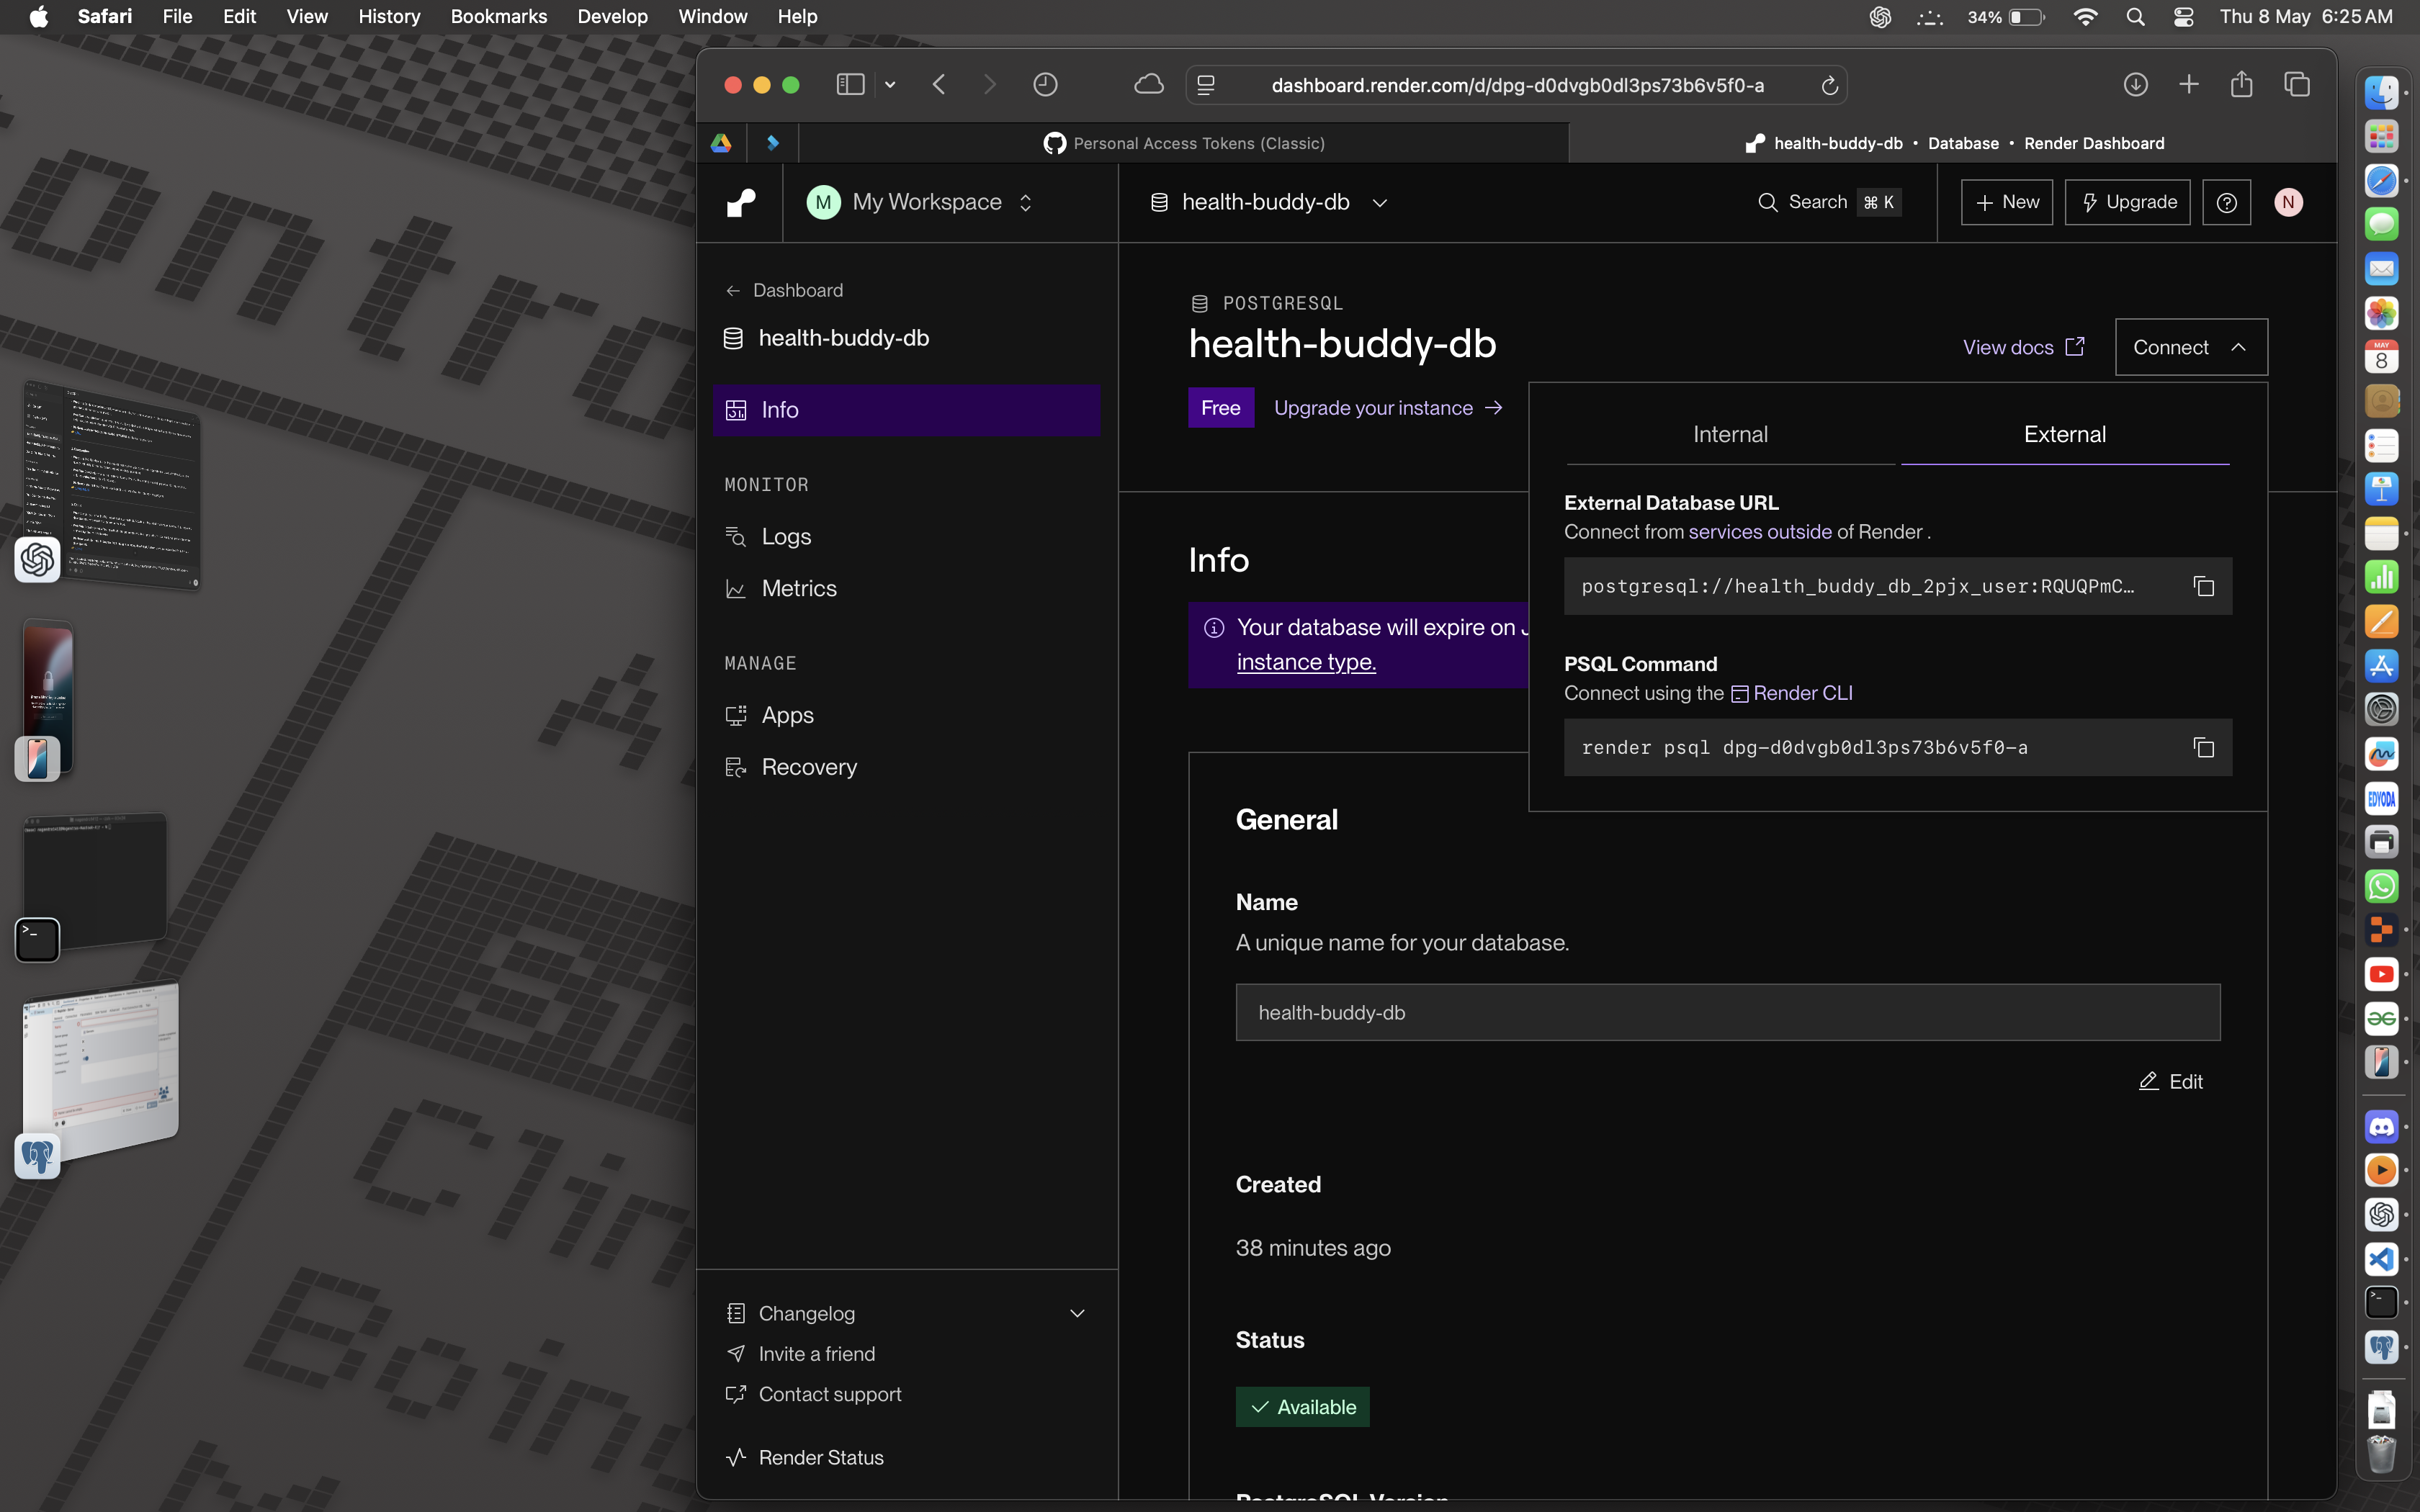 Safari File Edit View History Bookmarks Develop Window Help
34% Thu 8 May 6:25 AM
dashboard.render.com/d/dpg-d0dvgb0dl3ps73b6v5f0-a
Personal Access Tokens (Classic)
health-buddy-db • Database • Render Dashboard
M My Workspace
health-buddy-db
Search ⌘ K
+ New
Upgrade
N
← Dashboard
health-buddy-db
Info
MONITOR
Logs
Metrics
MANAGE
Apps
Recovery
Changelog
Invite a friend
Contact support
Render Status
POSTGRESQL
health-buddy-db
View docs
Connect
Free Upgrade your instance →
Internal External
External Database URL
Connect from services outside of Render .
postgresql://health_buddy_db_2pjx_user:RQUQPmC…
PSQL Command
Connect using the Render CLI
render psql dpg-d0dvgb0dl3ps73b6v5f0-a
Info
Your database will expire on
instance type.
General
Name
A unique name for your database.
health-buddy-db
Edit
Created
38 minutes ago
Status
Available
PostgreSQL Version
MAY
8
EDYODA